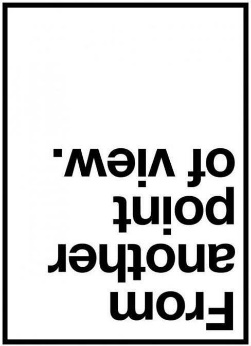 From
another
point
of view.